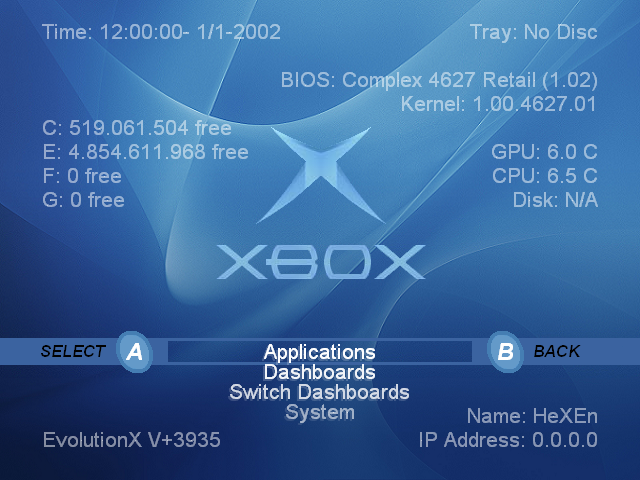 Time: 12:00:00- 1/1-2002
Tray: No Disc
BIOS: Complex 4627 Retail (1.02)
Kernel: 1.00.4627.01
C: 519.061.504 free
E: 4.854.611.968 free
F: 0 free
G: 0 free
GPU: 6.0 C
CPU: 6.5 C
Disk: N/A
XBOX
SELECT A
Applications
B BACK
Dashboards
Switch Dashboards
System
Name: HeXEn
EvolutionX V+3935
IP Address: 0.0.0.0